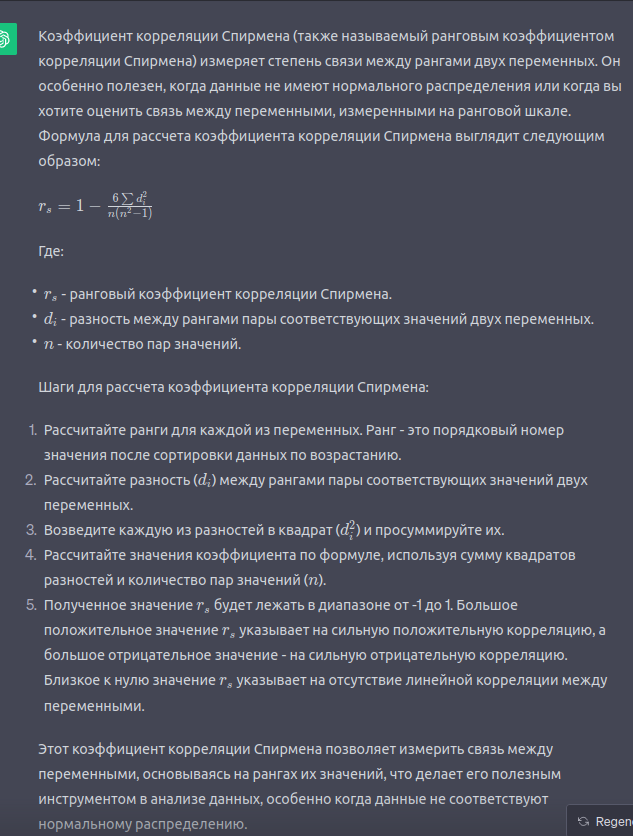 Коэффициент корреляции Спирмена (также называемый ранговым коэффициентом
корреляции Спирмена) измеряет степень связи между рангами двух переменных. Он
особенно полезен, когда данные не имеют нормального распределения или когда вы
хотите оценить связь между переменными, измеренными на ранговой шкале.
Формула для рассчета коэффициента корреляции Спирмена выглядит следующим
образом:
r_s = 1 − \frac{6 ∑ d_i^2}{n(n^2−1)}
Где:
• r_s - ранговый коэффициент корреляции Спирмена.
• d_i - разность между рангами пары соответствующих значений двух переменных.
• n - количество пар значений.
Шаги для рассчета коэффициента корреляции Спирмена:
1. Рассчитайте ранги для каждой из переменных. Ранг - это порядковый номер
значения после сортировки данных по возрастанию.
2. Рассчитайте разность (d_i) между рангами пары соответствующих значений двух
переменных.
3. Возведите каждую из разностей в квадрат (d_i^2) и просуммируйте их.
4. Рассчитайте значения коэффициента по формуле, используя сумму квадратов
разностей и количество пар значений (n).
5. Полученное значение r_s будет лежать в диапазоне от -1 до 1. Большое
положительное значение r_s указывает на сильную положительную корреляцию, а
большое отрицательное значение - на сильную отрицательную корреляцию.
Близкое к нулю значение r_s указывает на отсутствие линейной корреляции между
переменными.
Этот коэффициент корреляции Спирмена позволяет измерить связь между
переменными, основываясь на рангах их значений, что делает его полезным
инструментом в анализе данных, особенно когда данные не соответствуют
нормальному распределению.
Regen